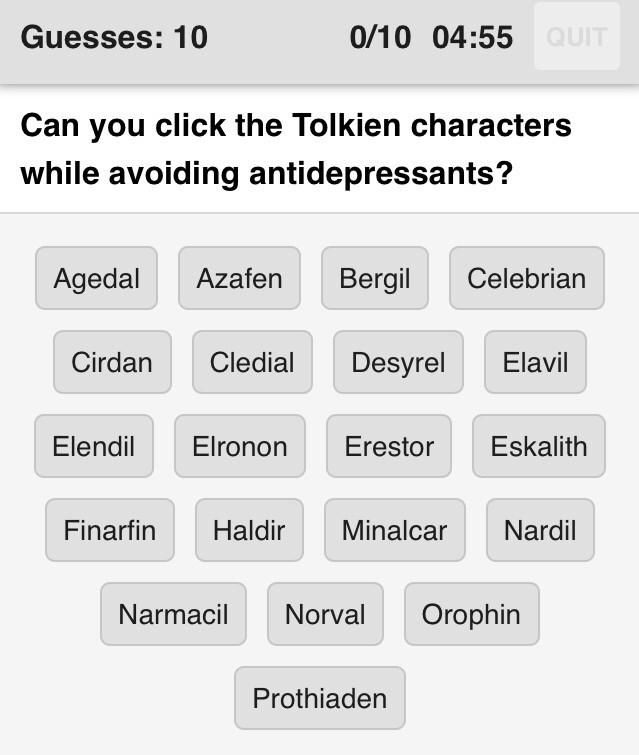 Guesses: 10 0/10 04:55 QUIT
Can you click the Tolkien characters
while avoiding antidepressants?
Agedal Azafen Bergil Celebrian
Cirdan Cledial Desyrel Elavil
Elendil Elronon Erestor Eskalith
Finarfin Haldir Minalcar Nardil
Narmacil Norval Orophin
Prothiaden